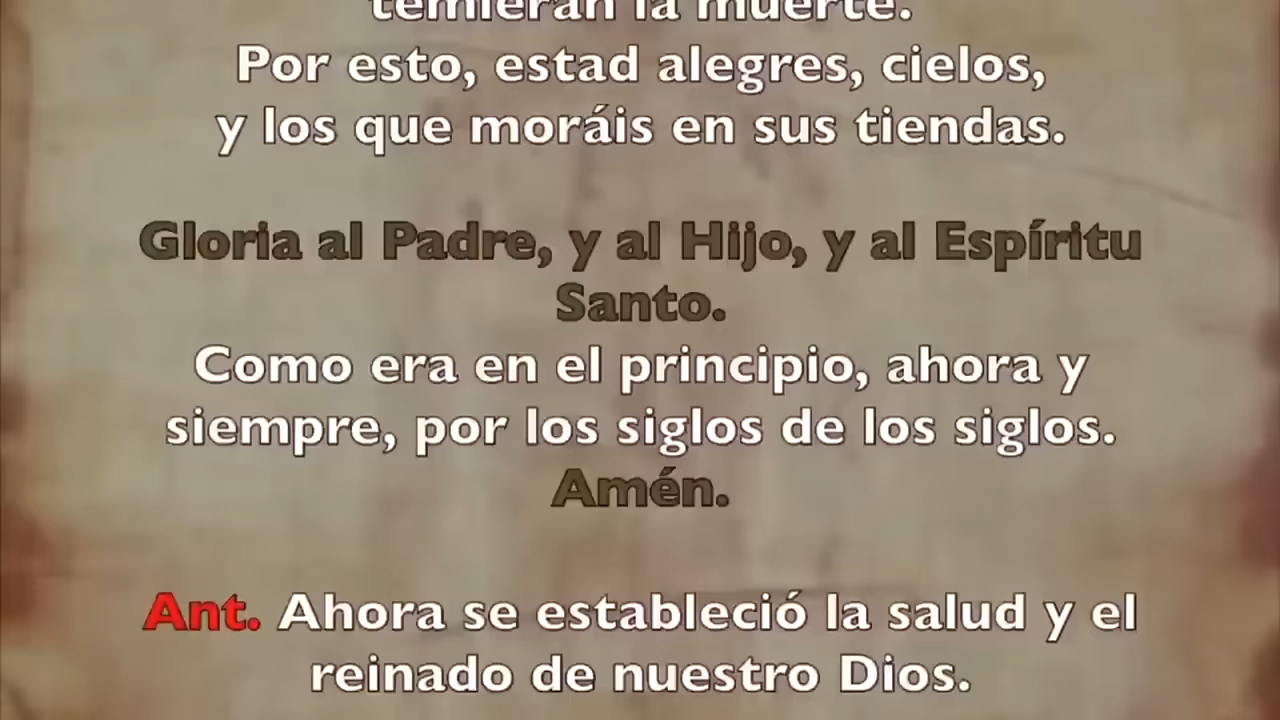 temieran la muerte.
Por esto, estad alegres, cielos,
y los que moráis en sus tiendas.
Gloria al Padre, y al Hijo, y al Espíritu
Santo.
Como era en el principio, ahora y
siempre, por los siglos de los siglos.
Amén.
Ant. Ahora se estableció la salud y el
reinado de nuestro Dios.